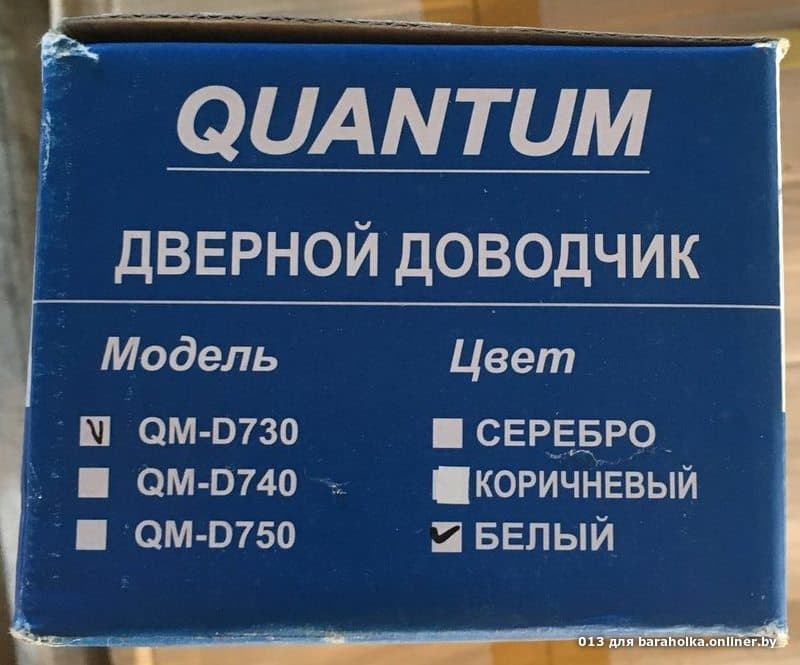 QUANTUM
ДВЕРНОЙ ДОВОДЧИК
Модель
QM-D730
QM-D740
QM-D750
Цвет
СЕРЕБРО
КОРИЧНЕВЫЙ
БЕЛЫЙ
013 для baraholka.onliner.by